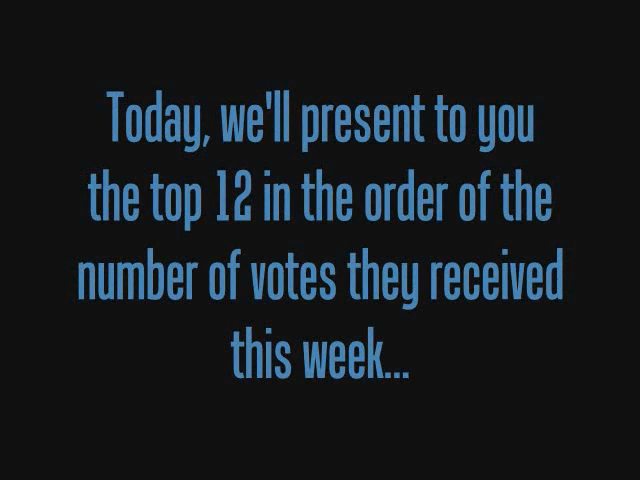 Today, we'll present to you
the top 12 in the order of the
number of votes they received
this week...